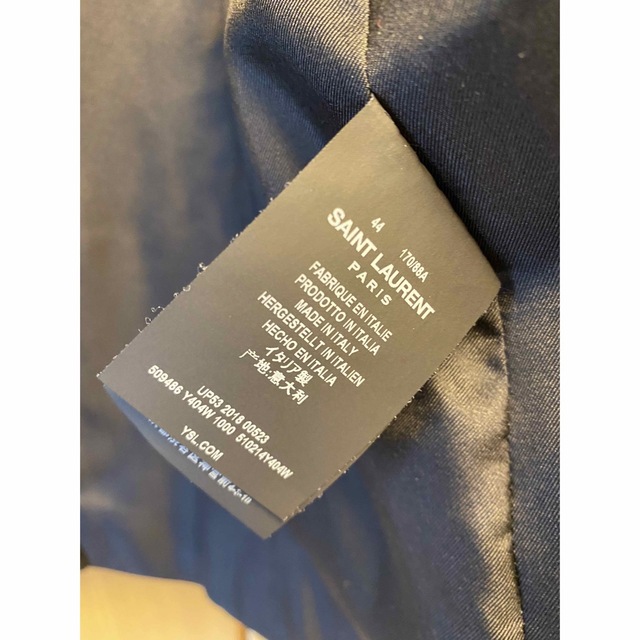 44 170/88A
SAINT LAURENT
PARIS
FABRIQUE EN ITALIE
PRODOTTO IN ITALIA
MADE IN ITALY
HERGESTELLT IN ITALIEN
HECHO EN ITALIA
イタリア製
产地意大利
UP53 2018 00523
509486 Y404W 1000 510214Y404W
YSL.COM